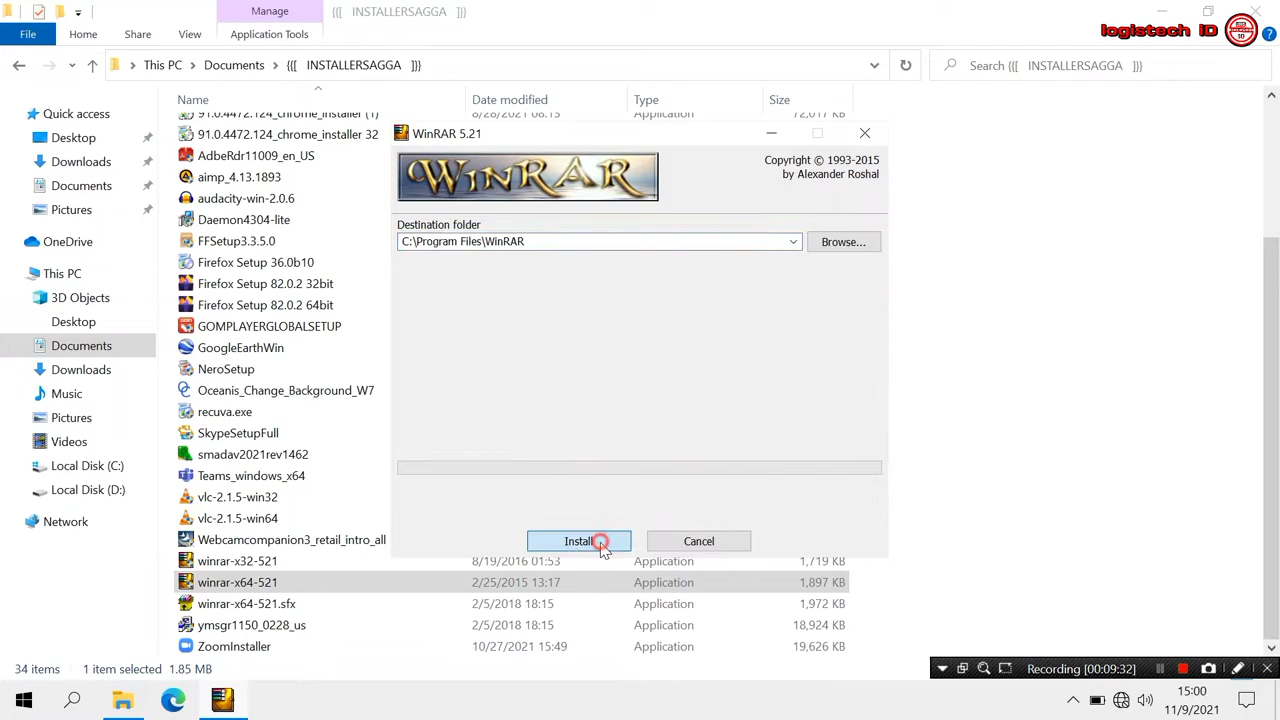 Manage
{{{ INSTALLERSAGGA }}}
File
Home
Share
View
Application Tools
logistech ID
This PC
Documents
{{{ INSTALLERSAGGA }}}
Search {{{ INSTALLERSAGGA }}}
Name
Date modified
Type
Size
Quick access
Desktop
Downloads
Documents
Pictures
OneDrive
This PC
3D Objects
Desktop
Documents
Downloads
Music
Pictures
Videos
Local Disk (C:)
Local Disk (D:)
Network
91.0.4472.124_chrome_installer (1)
8/28/2021 08:15
Application
72,017 KB
91.0.4472.124_chrome_installer 32
AdbeRdr11009_en_US
aimp_4.13.1893
audacity-win-2.0.6
Daemon4304-lite
FFSetup3.3.5.0
Firefox Setup 36.0b10
Firefox Setup 82.0.2 32bit
Firefox Setup 82.0.2 64bit
GOMPLAYERGLOBALSETUP
GoogleEarthWin
NeroSetup
Oceanis_Change_Background_W7
recuva.exe
SkypeSetupFull
smadav2021rev1462
Teams_windows_x64
vlc-2.1.5-win32
vlc-2.1.5-win64
Webcamcompanion3_retail_intro_all
winrar-x32-521
8/19/2016 01:53
Application
1,719 KB
winrar-x64-521
2/25/2015 13:17
Application
1,897 KB
winrar-x64-521.sfx
2/5/2018 18:15
Application
1,972 KB
ymsgr1150_0228_us
2/5/2018 18:15
Application
18,924 KB
ZoomInstaller
10/27/2021 15:49
Application
19,626 KB
WinRAR 5.21
WinRAR
Copyright © 1993-2015
by Alexander Roshal
Destination folder
C:\Program Files\WinRAR
Browse...
Install
Cancel
34 items
1 item selected 1.85 MB
Recording [00:09:32]
15:00
11/9/2021